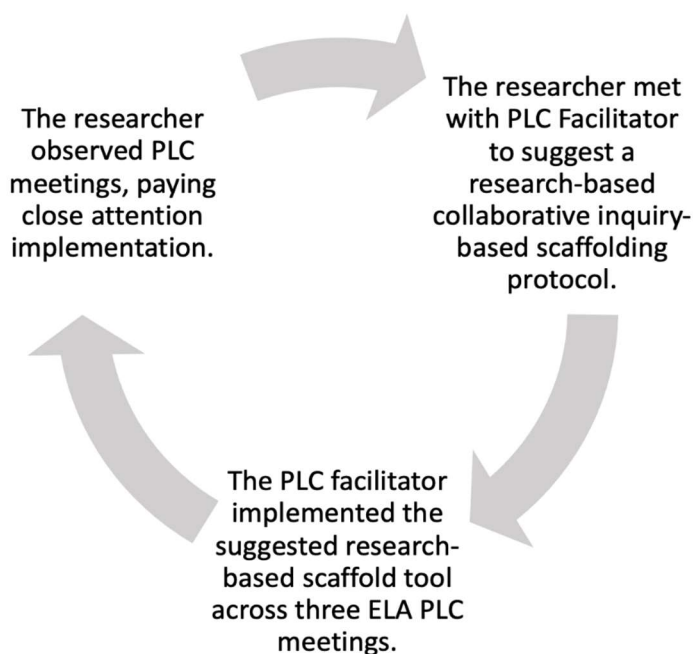 The researcher
observed PLC
meetings, paying
close attention
implementation.
The researcher met
with PLC Facilitator
to suggest a
research-based
collaborative inquiry-
based scaffolding
protocol.
The PLC facilitator
implemented the
suggested research-
based scaffold tool
across three ELA PLC
meetings.